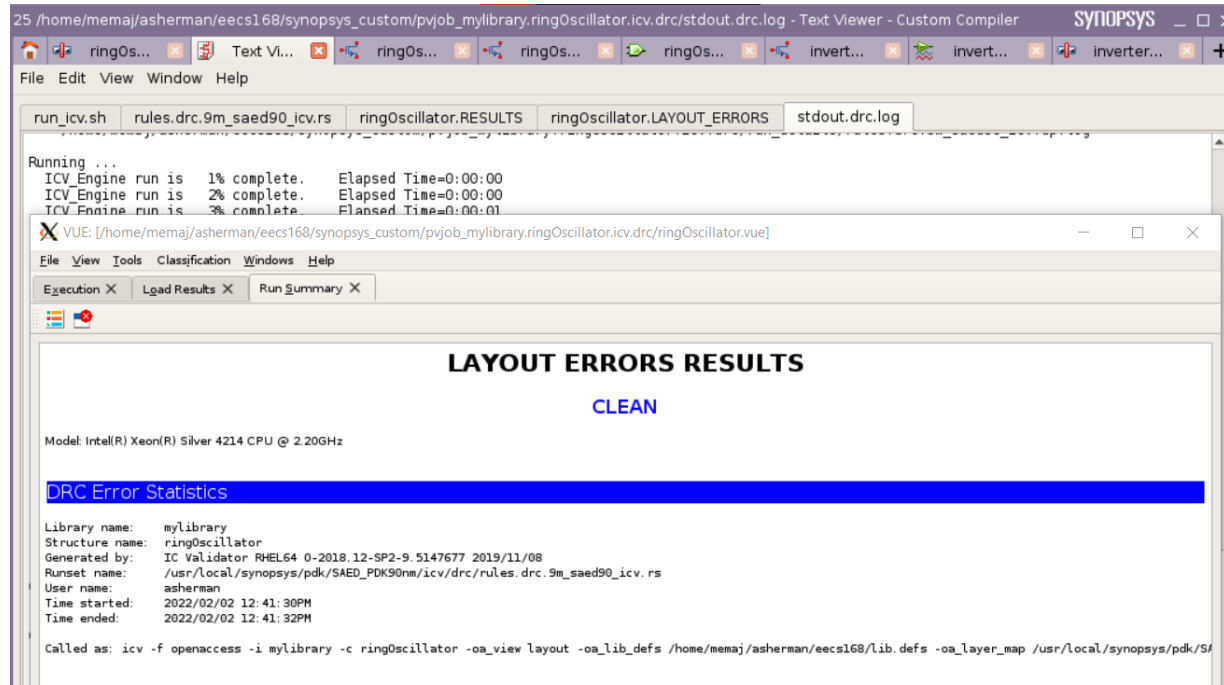 25 /home/memaj/asherman/eecs168/synopsys_custom/pvjob_mylibrary.ringOscillator.icv.drc/stdout.drc.log - Text Viewer - Custom Compiler SYNOPSYS
ringOs... Text Vi... ringOs... ringOs... ringOs... invert... invert... inverter...
File Edit View Window Help
run_icv.sh rules.drc.9m_saed90_icv.rs ringOscillator.RESULTS ringOscillator.LAYOUT_ERRORS stdout.drc.log
Running ...
ICV_Engine run is 1% complete. Elapsed Time=0:00:00
ICV_Engine run is 2% complete. Elapsed Time=0:00:00
ICV_Engine run is 3% complete. Elapsed Time=0:00:01
VUE: [/home/memaj/asherman/eecs168/synopsys_custom/pvjob_mylibrary.ringOscillator.icv.drc/ringOscillator.vue]
File View Tools Classification Windows Help
Execution Load Results Run Summary
LAYOUT ERRORS RESULTS
CLEAN
Model: Intel(R) Xeon(R) Silver 4214 CPU @ 2.20GHz
DRC Error Statistics
Library name: mylibrary
Structure name: ringOscillator
Generated by: IC Validator RHEL64 O-2018.12-SP2-9.5147677 2019/11/08
Runset name: /usr/local/synopsys/pdk/SAED_PDK90nm/icv/drc/rules.drc.9m_saed90_icv.rs
User name: asherman
Time started: 2022/02/02 12:41:30PM
Time ended: 2022/02/02 12:41:32PM
Called as: icv -f openaccess -i mylibrary -c ringOscillator -oa_view layout -oa_lib_defs /home/memaj/asherman/eecs168/lib.defs -oa_layer_map /usr/local/synopsys/pdk/SA